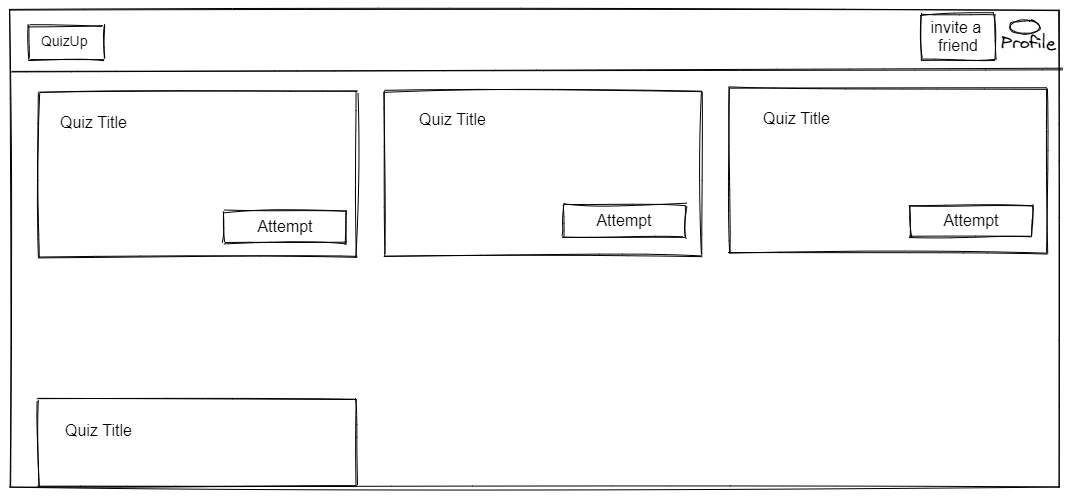 QuizUp
invite a
friend
Profile
Quiz Title
Quiz Title
Quiz Title
Attempt
Attempt
Attempt
Quiz Title